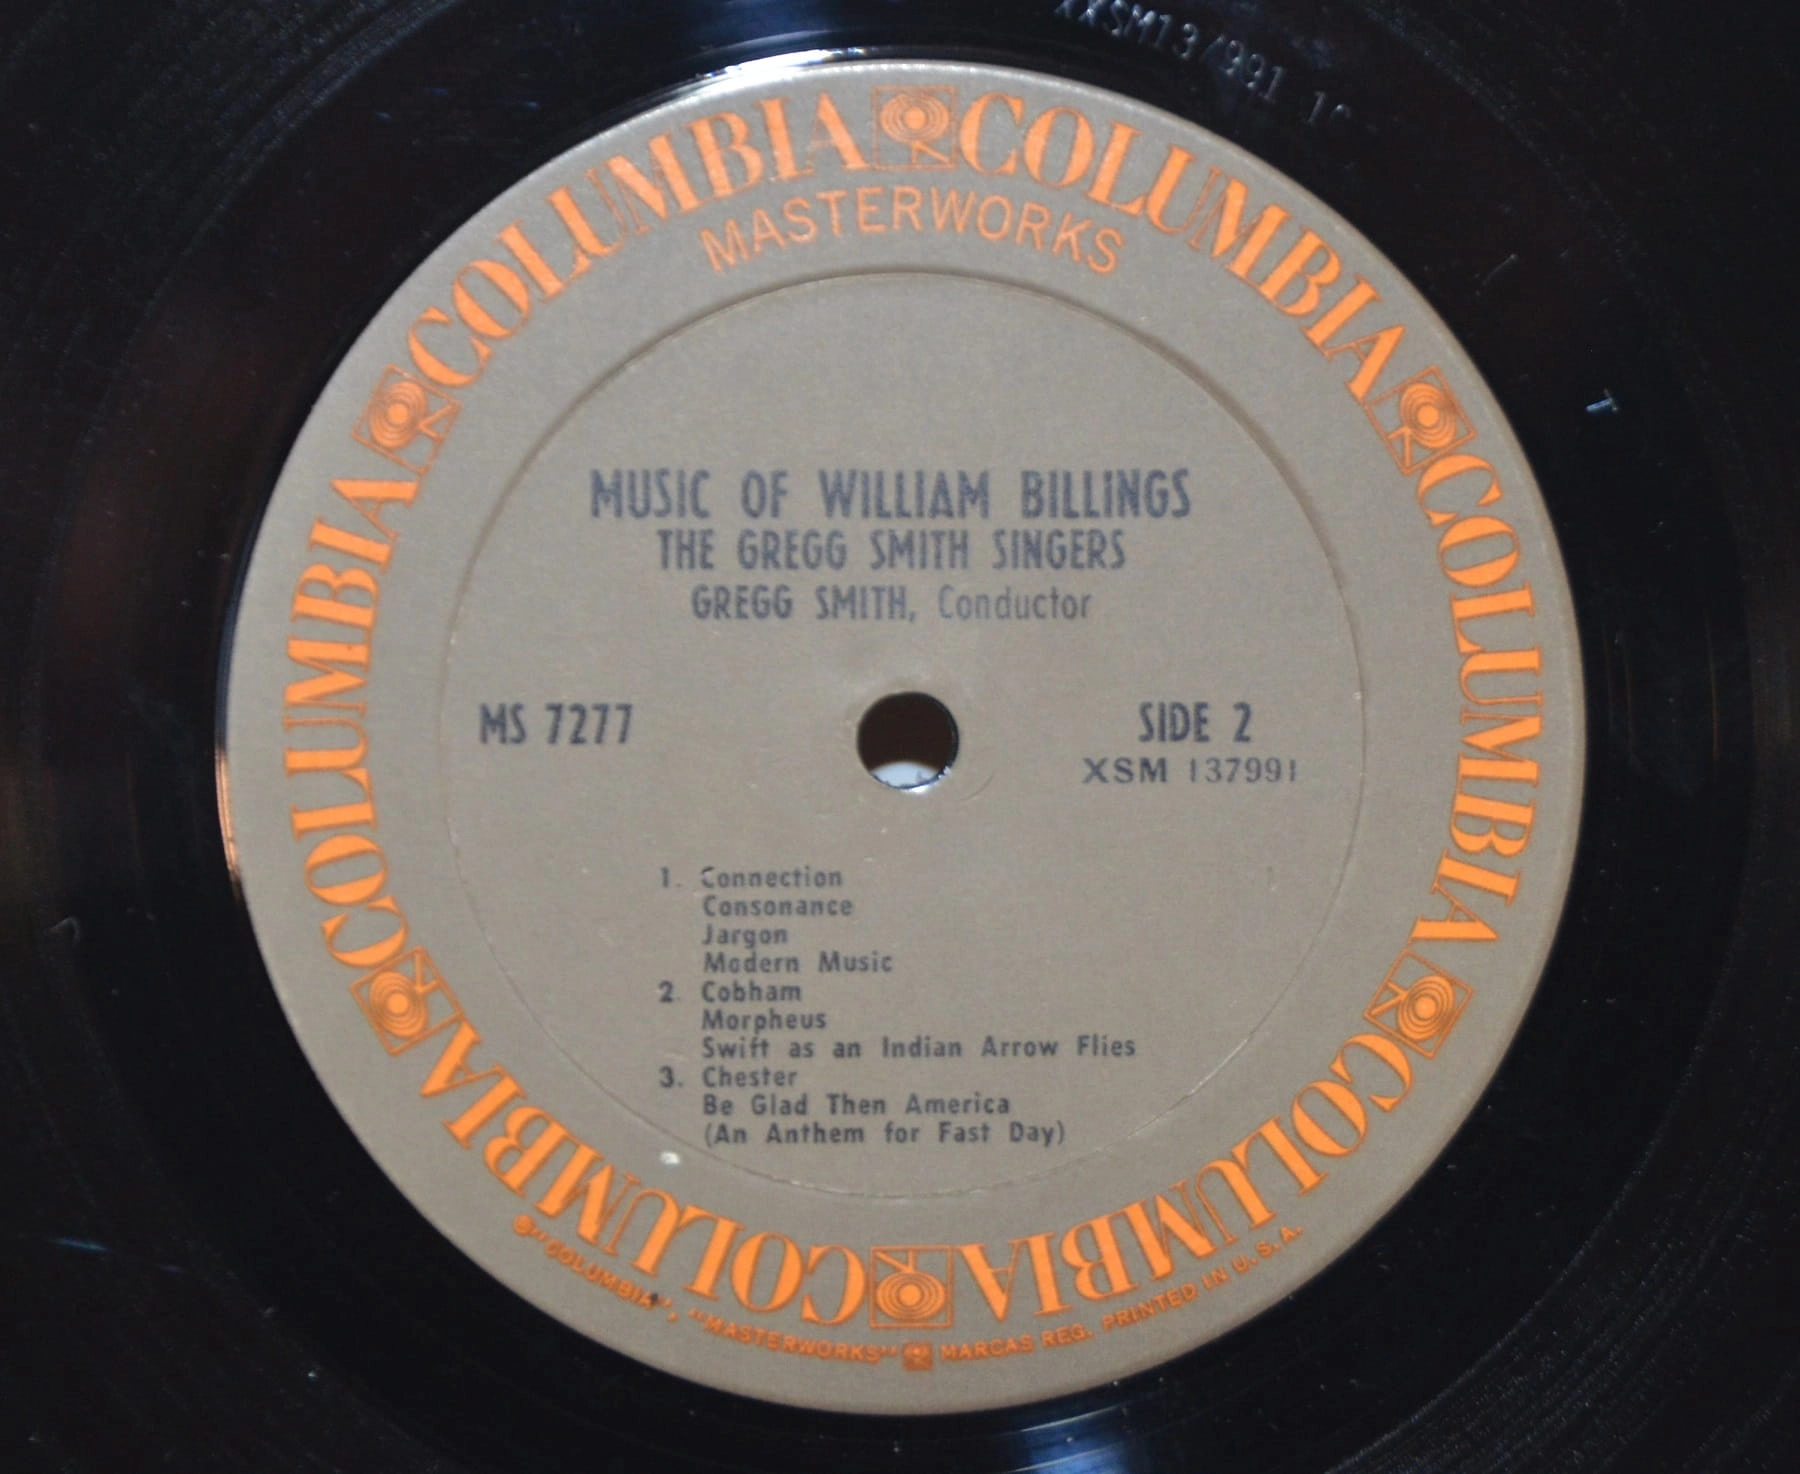 XSM137991
COLUMBIA COLUMBIA COLUMBIA COLUMBIA COLUMBIA COLUMBIA
MASTERWORKS
MUSIC OF WILLIAM BILLINGS
THE GREGG SMITH SINGERS
GREGG SMITH, Conductor
MS 7277
SIDE 2
XSM 137991
1. Connection
Consonance
Jargon
Modern Music
2. Cobham
Morpheus
Swift as an Indian Arrow Flies
3. Chester
Be Glad Then America
(An Anthem for Fast Day)
® "COLUMBIA", "MASTERWORKS" MARCAS REG. PRINTED IN U.S.A.